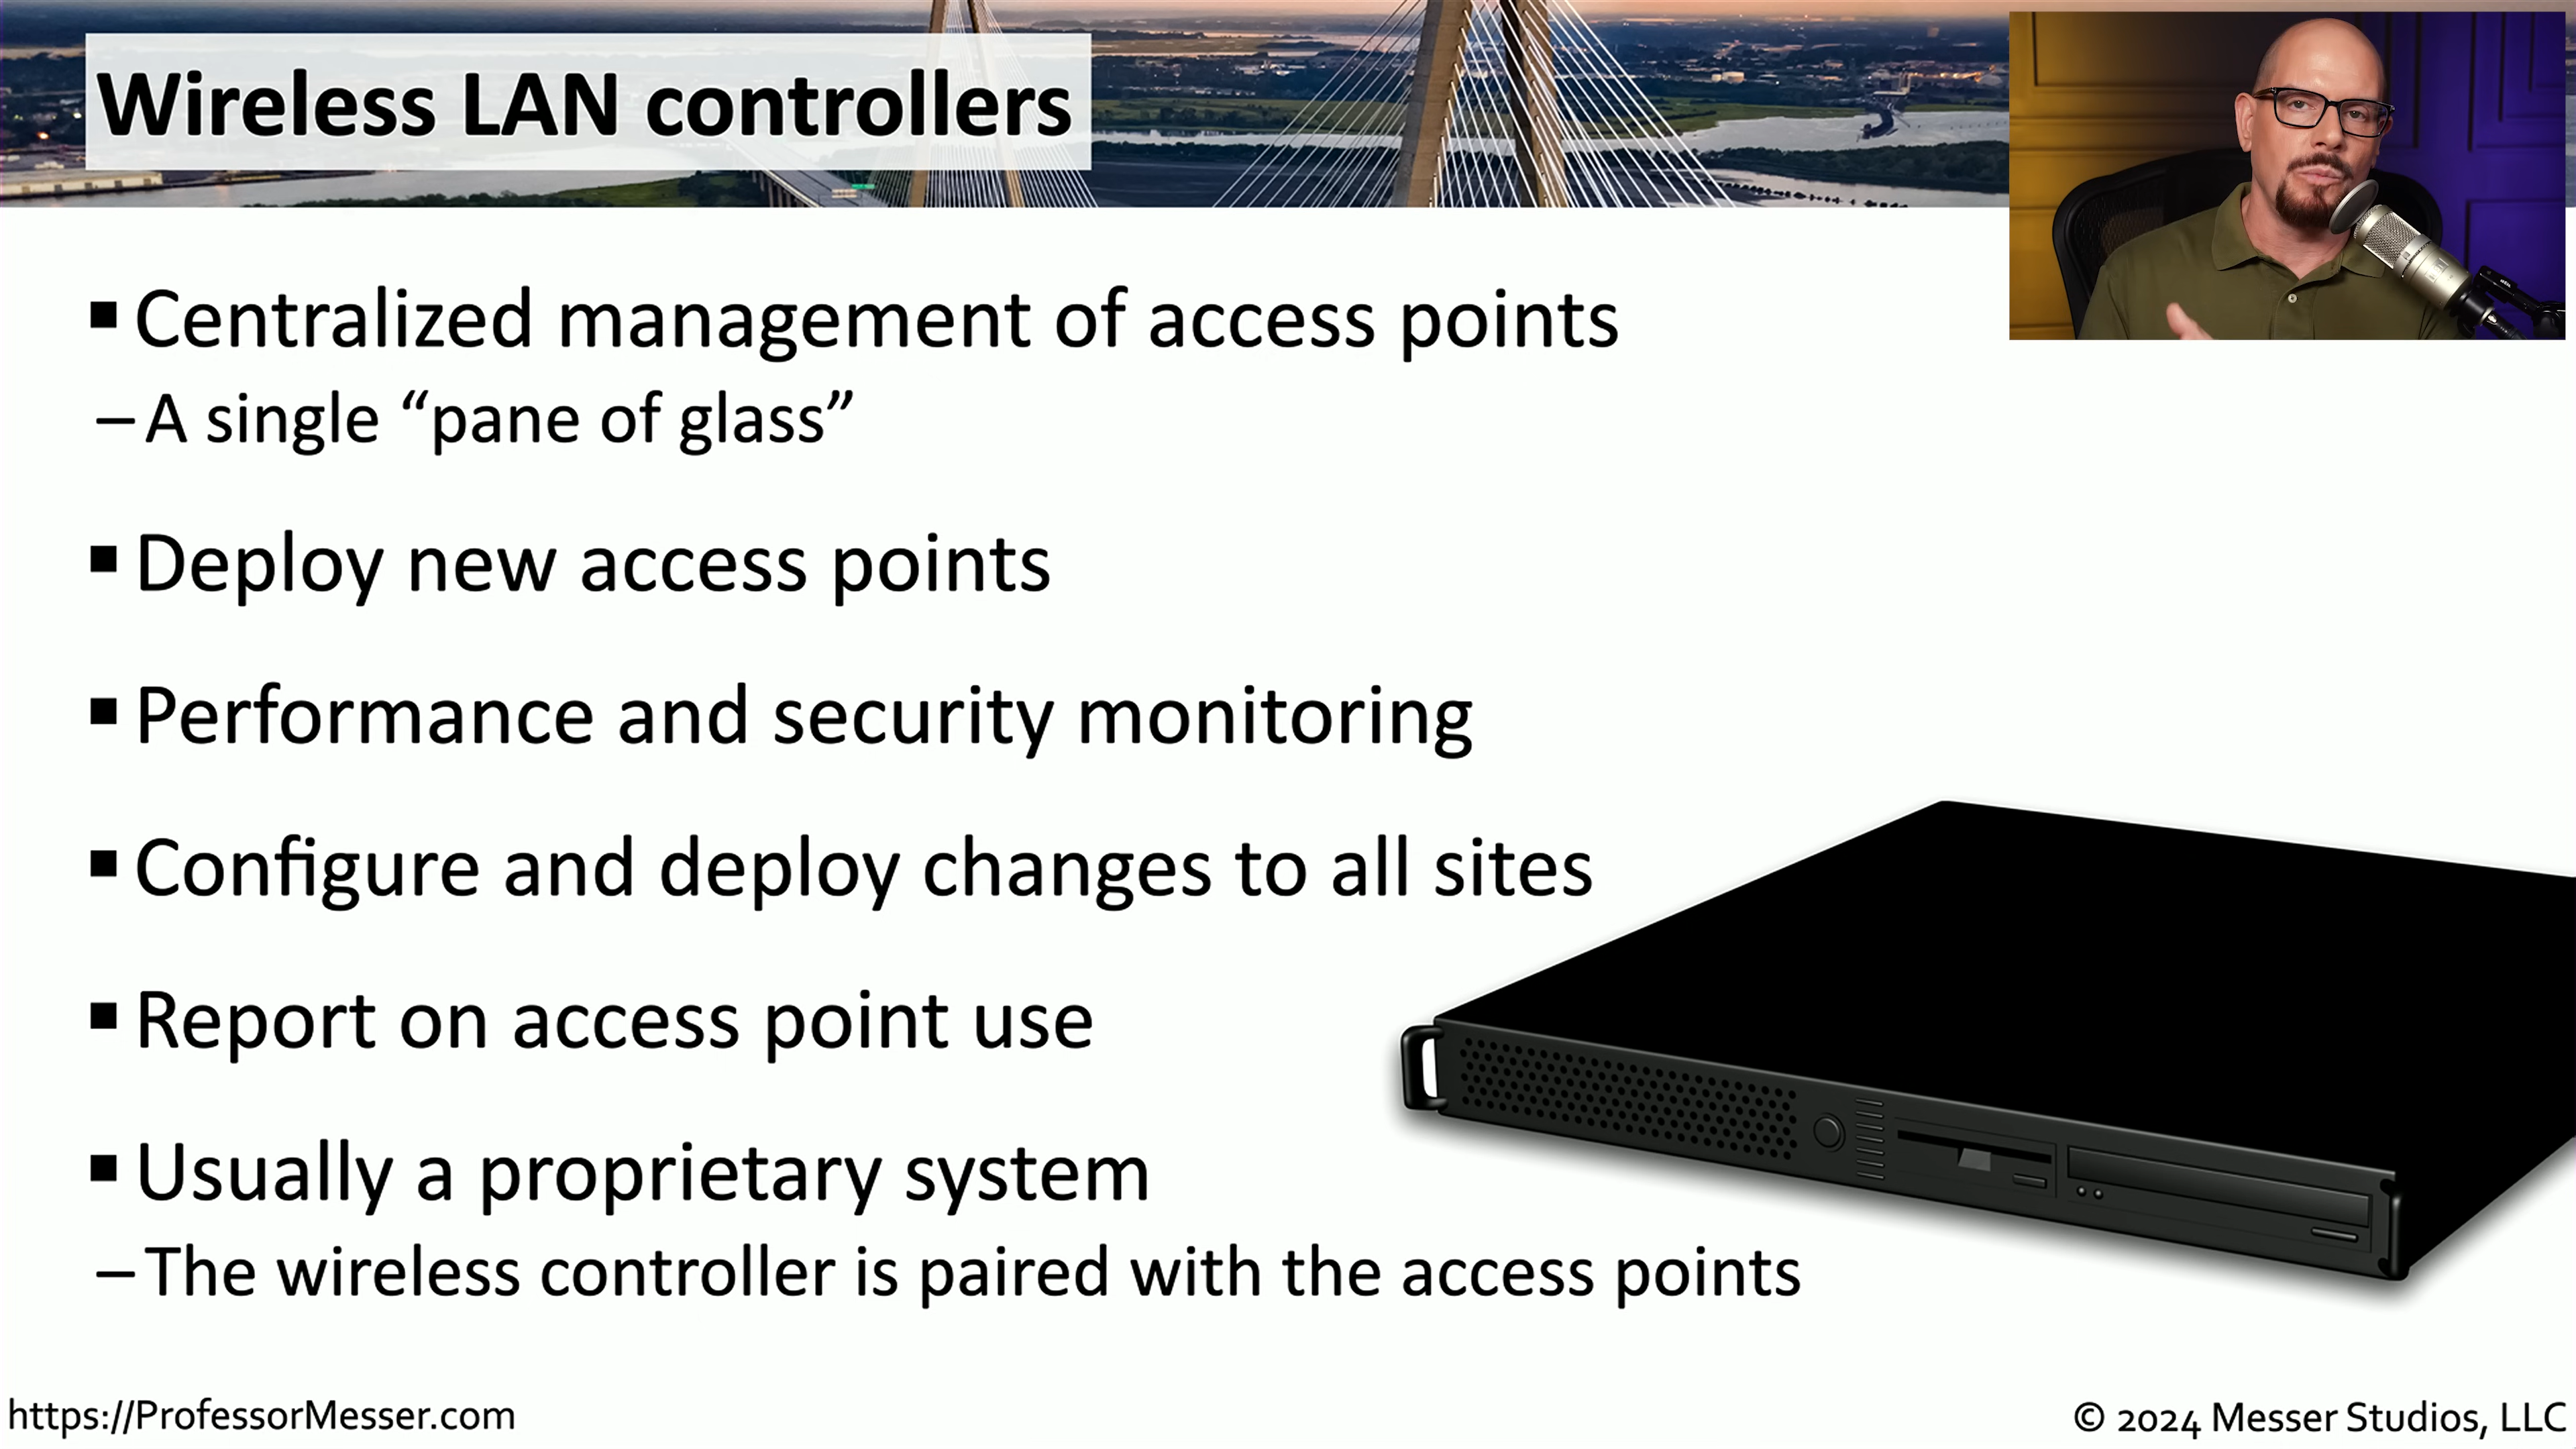 Wireless LAN controllers
▪ Centralized management of access points
– A single “pane of glass”
▪ Deploy new access points
▪ Performance and security monitoring
▪ Configure and deploy changes to all sites
▪ Report on access point use
▪ Usually a proprietary system
– The wireless controller is paired with the access points
https://ProfessorMesser.com
© 2024 Messer Studios, LLC